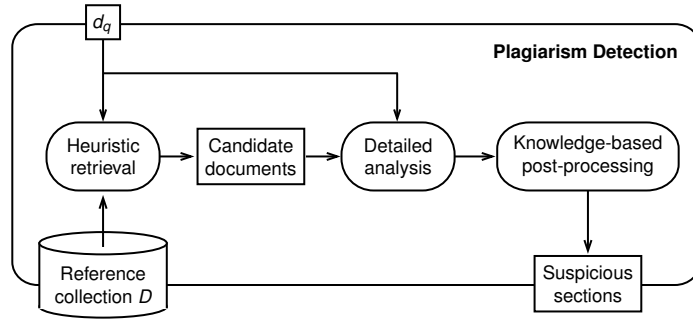 d_q
Plagiarism Detection
Heuristic
retrieval
Candidate
documents
Detailed
analysis
Knowledge-based
post-processing
Reference
collection D
Suspicious
sections